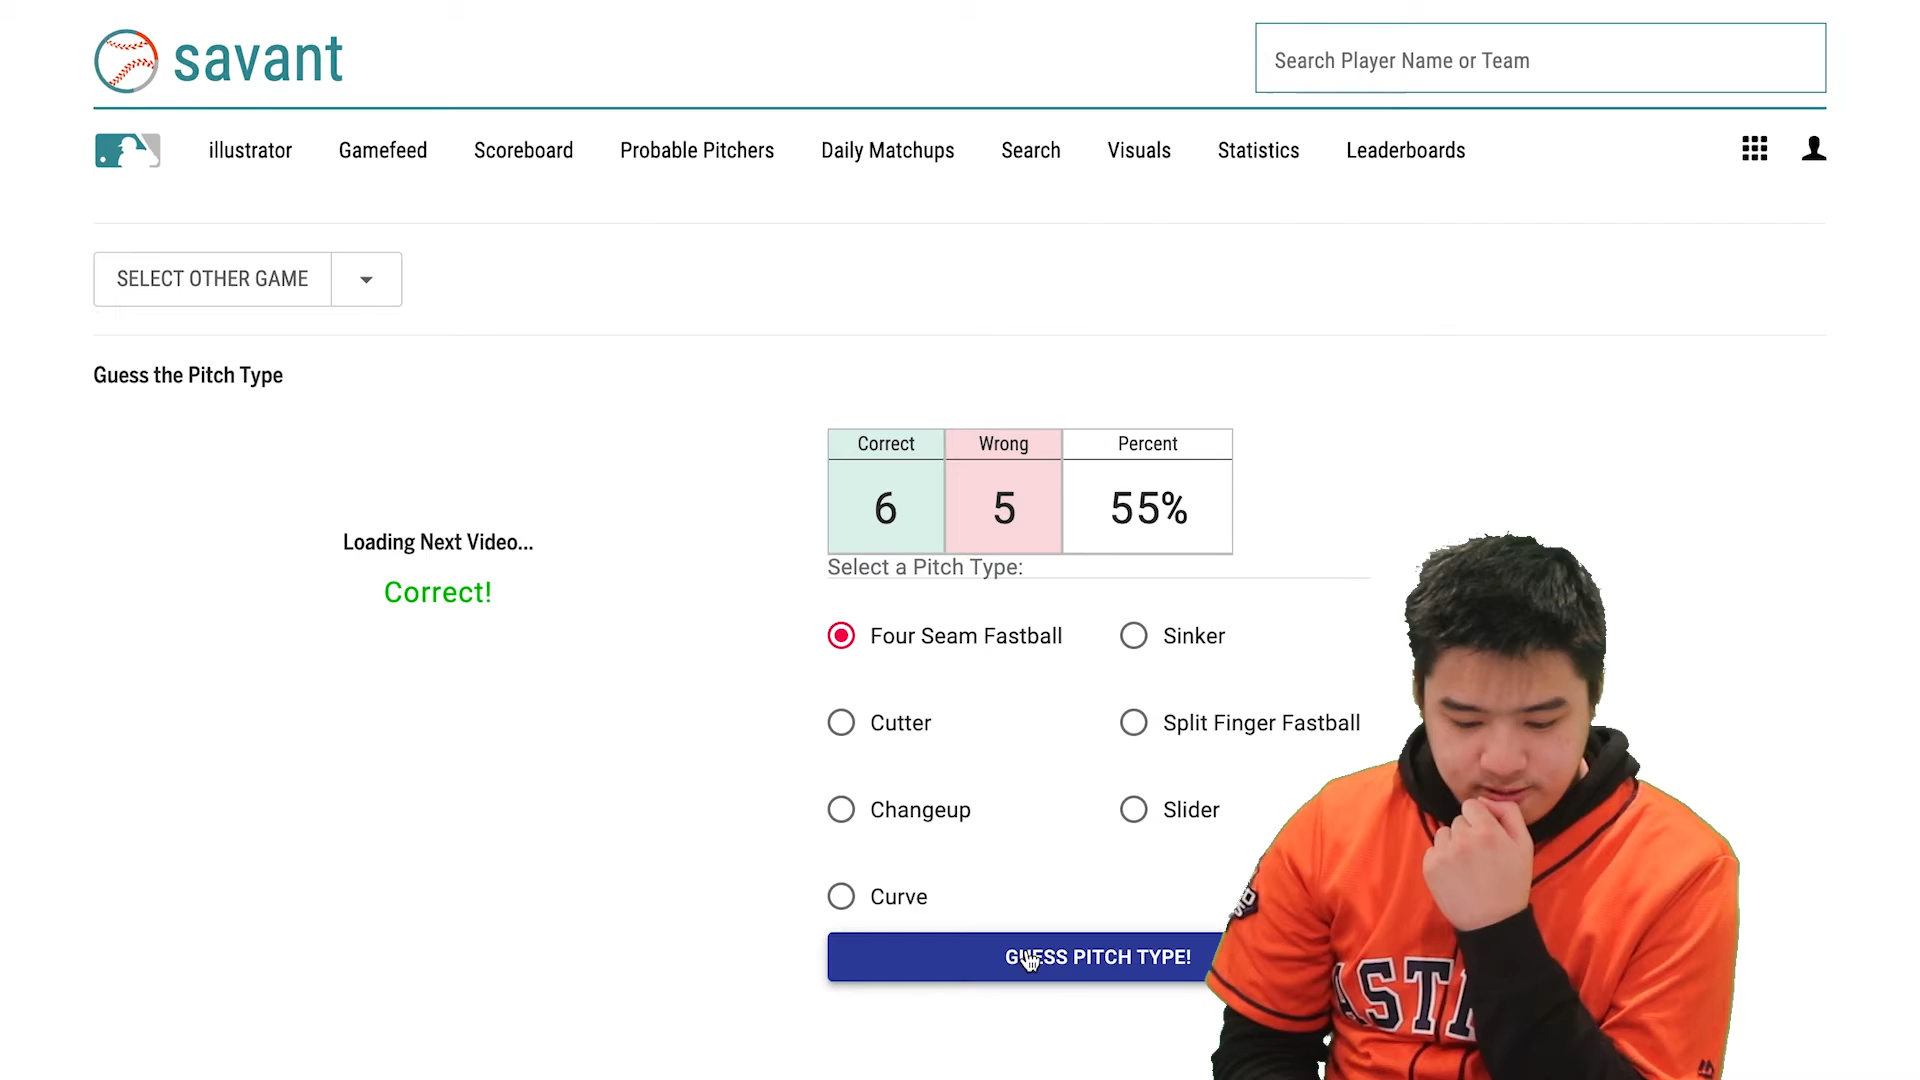 savant
Search Player Name or Team
illustrator Gamefeed Scoreboard Probable Pitchers Daily Matchups Search Visuals Statistics Leaderboards
SELECT OTHER GAME
Guess the Pitch Type
Correct Wrong Percent
6 5 55%
Loading Next Video...
Correct!
Select a Pitch Type:
Four Seam Fastball Sinker
Cutter Split Finger Fastball
Changeup Slider
Curve
GUESS PITCH TYPE!